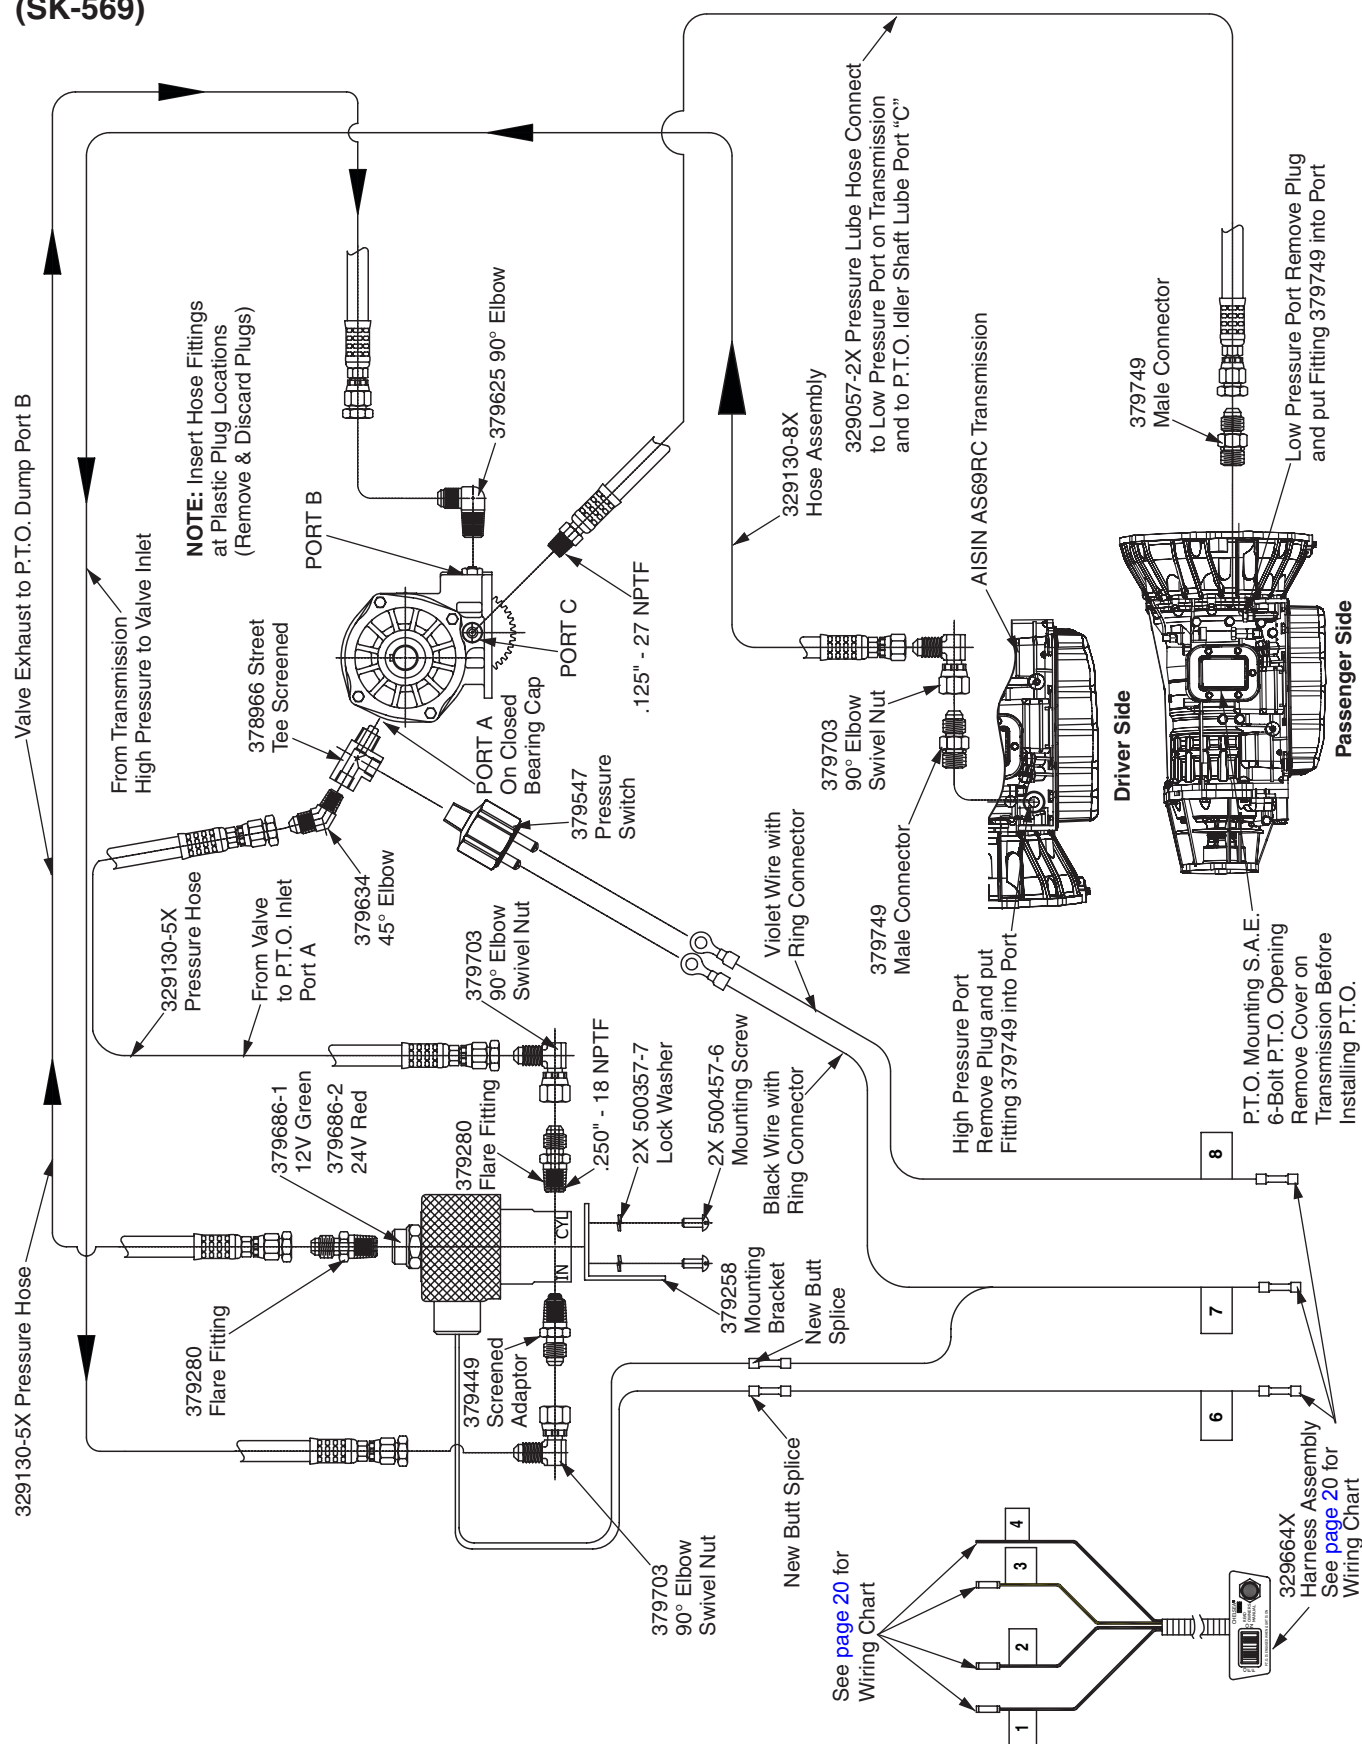 (SK-569)
329130-5X Pressure Hose
Valve Exhaust to P.T.O. Dump Port B
From Transmission
High Pressure to Valve Inlet
NOTE: Insert Hose Fittings
at Plastic Plug Locations
(Remove & Discard Plugs)
329130-5X
Pressure Hose
From Valve
to P.T.O. Inlet
Port A
379280
Flare Fitting
379686-1
12V Green
379686-2
24V Red
379634
45° Elbow
378966 Street
Tee Screened
PORT B
379625 90° Elbow
PORT A
On Closed
Bearing Cap
PORT C
.125" - 27 NPTF
379547
Pressure
Switch
379703
90° Elbow
Swivel Nut
379280
Flare Fitting
.250" - 18 NPTF
IN
CYL
379449
Screened
Adaptor
2X 500357-7
Lock Washer
2X 500457-6
Mounting Screw
379258
Mounting
Bracket
379703
90° Elbow
Swivel Nut
New Butt Splice
New Butt
Splice
Black Wire with
Ring Connector
Violet Wire with
Ring Connector
329130-8X
Hose Assembly
329057-2X Pressure Lube Hose Connect
to Low Pressure Port on Transmission
and to P.T.O. Idler Shaft Lube Port “C”
379703
90° Elbow
Swivel Nut
379749
Male Connector
AISIN AS69RC Transmission
High Pressure Port
Remove Plug and put
Fitting 379749 into Port
Driver Side
379749
Male Connector
Low Pressure Port Remove Plug
and put Fitting 379749 into Port
P.T.O. Mounting S.A.E.
6-Bolt P.T.O. Opening
Remove Cover on
Transmission Before
Installing P.T.O.
Passenger Side
See page 20 for
Wiring Chart
1
2
3
4
6
7
8
CHELSEA
OFF
ON
329664X
Harness Assembly
See page 20 for
Wiring Chart